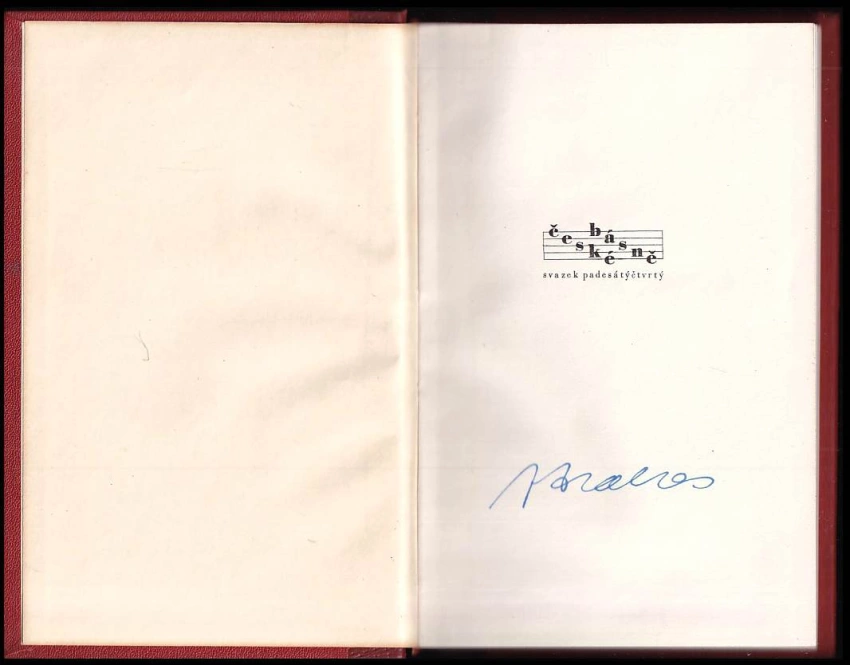 české básně
svazek padesátýčtvrtý